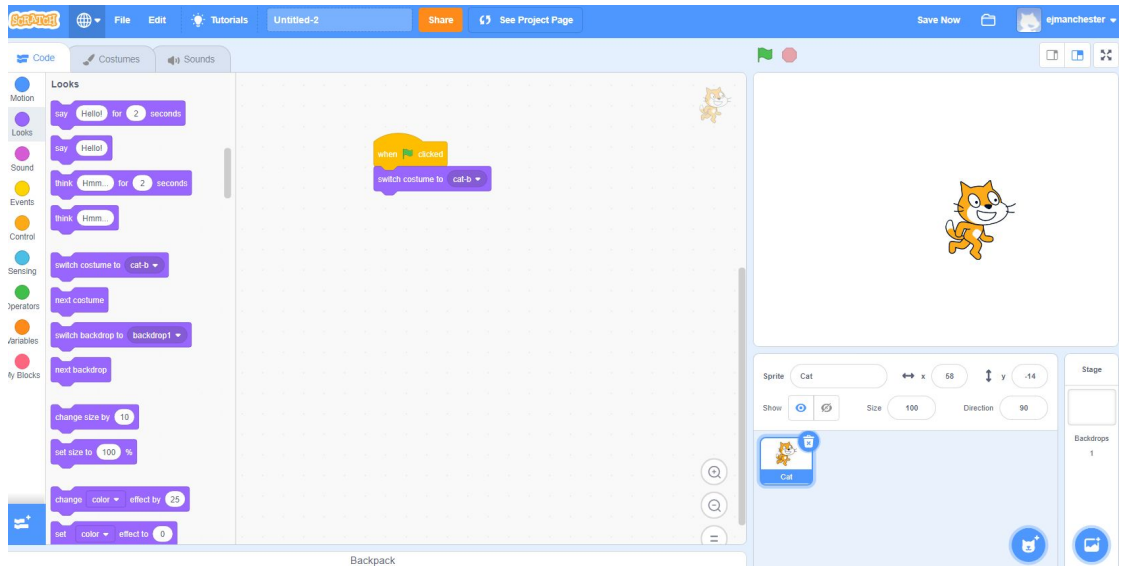 SCRATCH File Edit Tutorials Untitled-2 Share See Project Page Save Now ejmanchester
Code Costumes Sounds
Motion
Looks
Sound
Events
Control
Sensing
Operators
Variables
My Blocks
Looks
say Hello! for 2 seconds
say Hello!
think Hmm... for 2 seconds
think Hmm...
switch costume to cat-b
next costume
switch backdrop to backdrop1
next backdrop
change size by 10
set size to 100 %
change color effect by 25
set color effect to 0
when clicked
switch costume to cat-b
Backpack
Sprite Cat x 58 y -14
Show Size 100 Direction 90
Cat
Stage
Backdrops
1